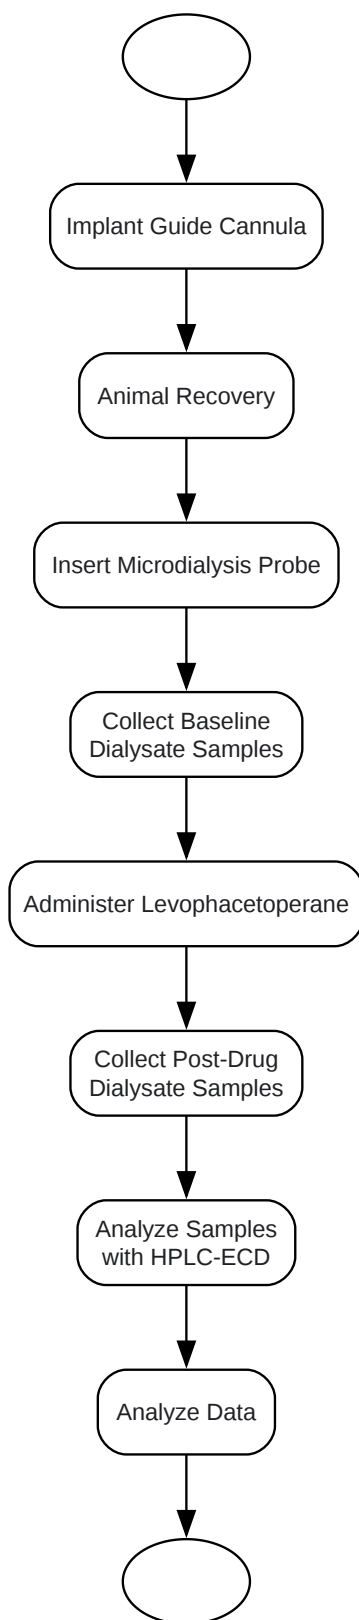 Implant Guide Cannula
Animal Recovery
Insert Microdialysis Probe
Collect Baseline
Dialysate Samples
Administer Levophacetoperane
Collect Post-Drug
Dialysate Samples
Analyze Samples
with HPLC-ECD
Analyze Data